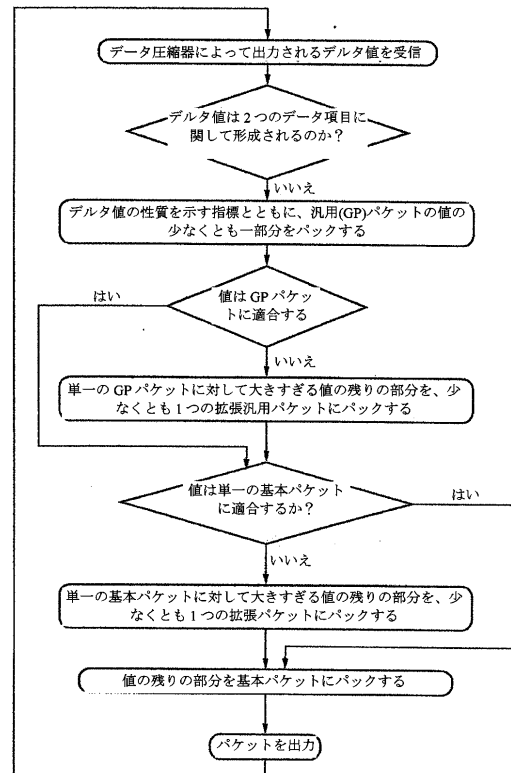 データ圧縮器によって出力されるデルタ値を受信
デルタ値は2つのデータ項目に
関して形成されるのか？
いいえ
デルタ値の性質を示す指標とともに、汎用(GP)パケットの値の
少なくとも一部分をパックする
はい
値は GP パケッ
トに適合する
いいえ
単一の GP パケットに対して大きすぎる値の残りの部分を、少
なくとも1つの拡張汎用パケットにパックする
値は単一の基本パケット
に適合するか？
はい
いいえ
単一の基本パケットに対して大きすぎる値の残りの部分を、少
なくとも1つの拡張パケットにパックする
値の残りの部分を基本パケットにパックする
パケットを出力